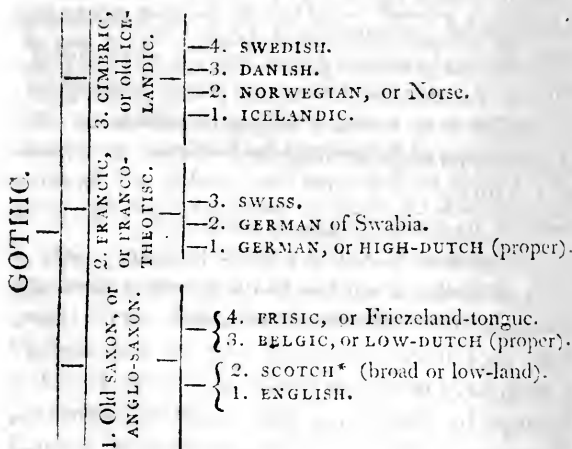 GOTHIC.
3. CIMBRIC,
or old ICE-
LANDIC.
—4. SWEDISH.
—3. DANISH.
—2. NORWEGIAN, or Norse.
—1. ICELANDIC.
2. FRANCIC,
or FRANCO-
THEOTISC.
—3. SWISS.
—2. GERMAN of Swabia.
—1. GERMAN, or HIGH-DUTCH (proper).
1. Old SAXON, or
ANGLO-SAXON.
4. FRISIC, or Friezeland-tongue.
3. BELGIC, or LOW-DUTCH (proper).
2. SCOTCH* (broad or low-land).
1. ENGLISH.